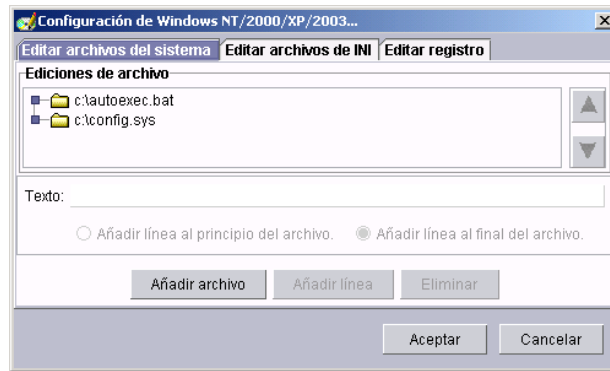 Configuración de Windows NT/2000/XP/2003...
Editar archivos del sistema Editar archivos de INI Editar registro
Ediciones de archivo
c:\autoexec.bat
c:\config.sys
Texto:
Añadir línea al principio del archivo. Añadir línea al final del archivo.
Añadir archivo Añadir línea Eliminar
Aceptar Cancelar